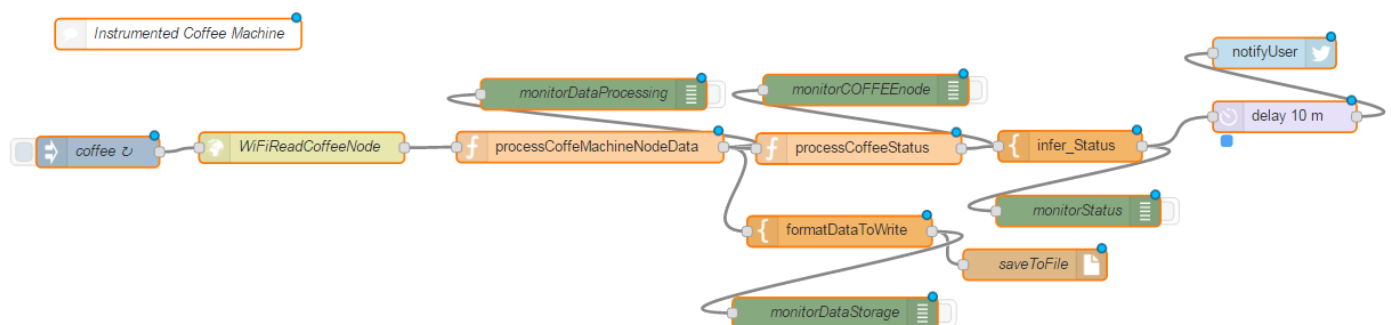 Instrumented Coffee Machine
notifyUser
monitorDataProcessing
monitorCOFFEEnode
delay 10 m
coffee ↻
WiFiReadCoffeeNode
processCoffeMachineNodeData
processCoffeeStatus
infer_Status
monitorStatus
formatDataToWrite
saveToFile
monitorDataStorage